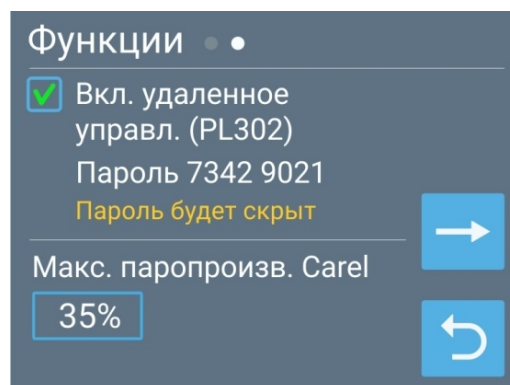 Функции
Вкл. удаленное
управл. (PL302)
Пароль 7342 9021
Пароль будет скрыт
Макс. паропроизв. Carel
35%